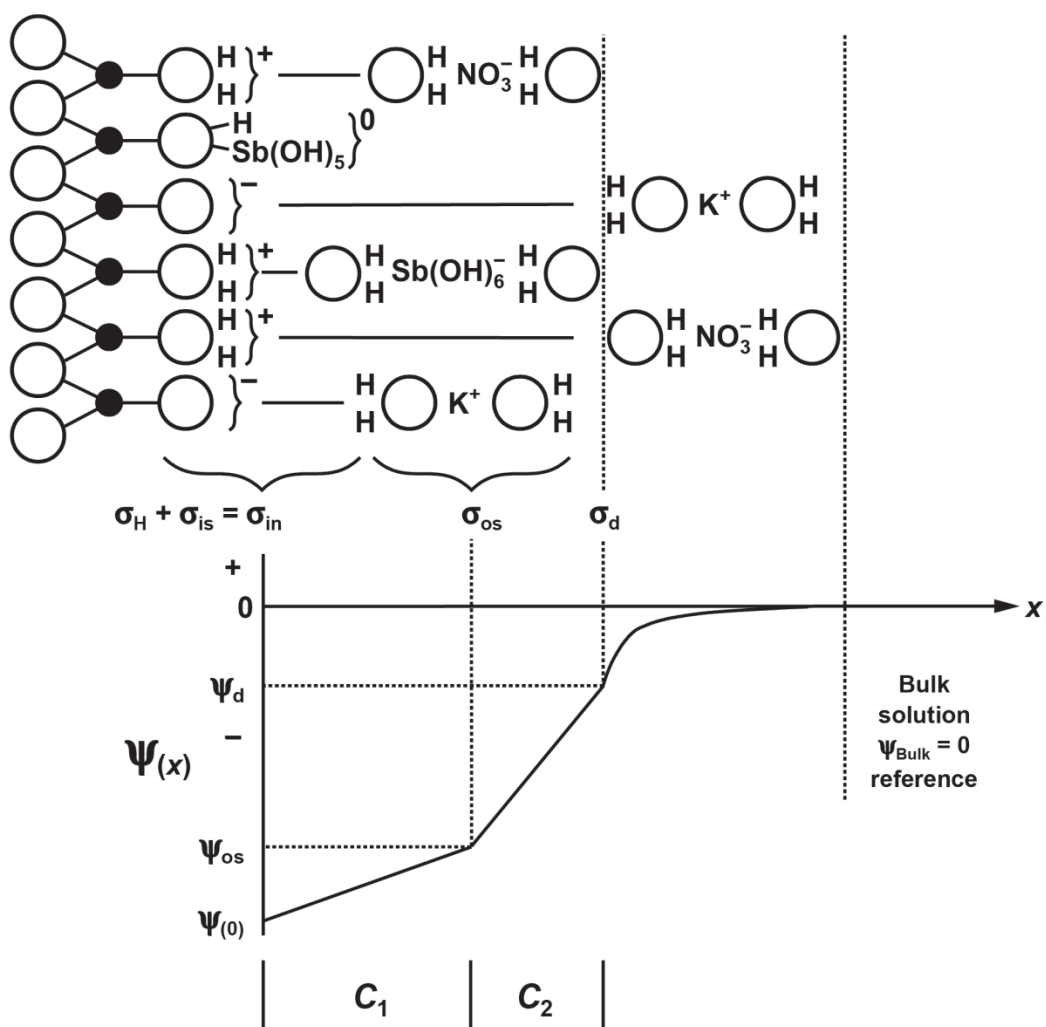 H }+ H NO3− H
H H H
H }0
Sb(OH)5
}− H K+ H
H H
H }+ H Sb(OH)6− H
H H H
H }+ H NO3− H
H H H
}− H K+ H
H H
σH + σis = σin σos σd
+
0 x
ψd
−
ψ(x)
ψos
ψ(0)
Bulk
solution
ψBulk = 0
reference
C1 C2